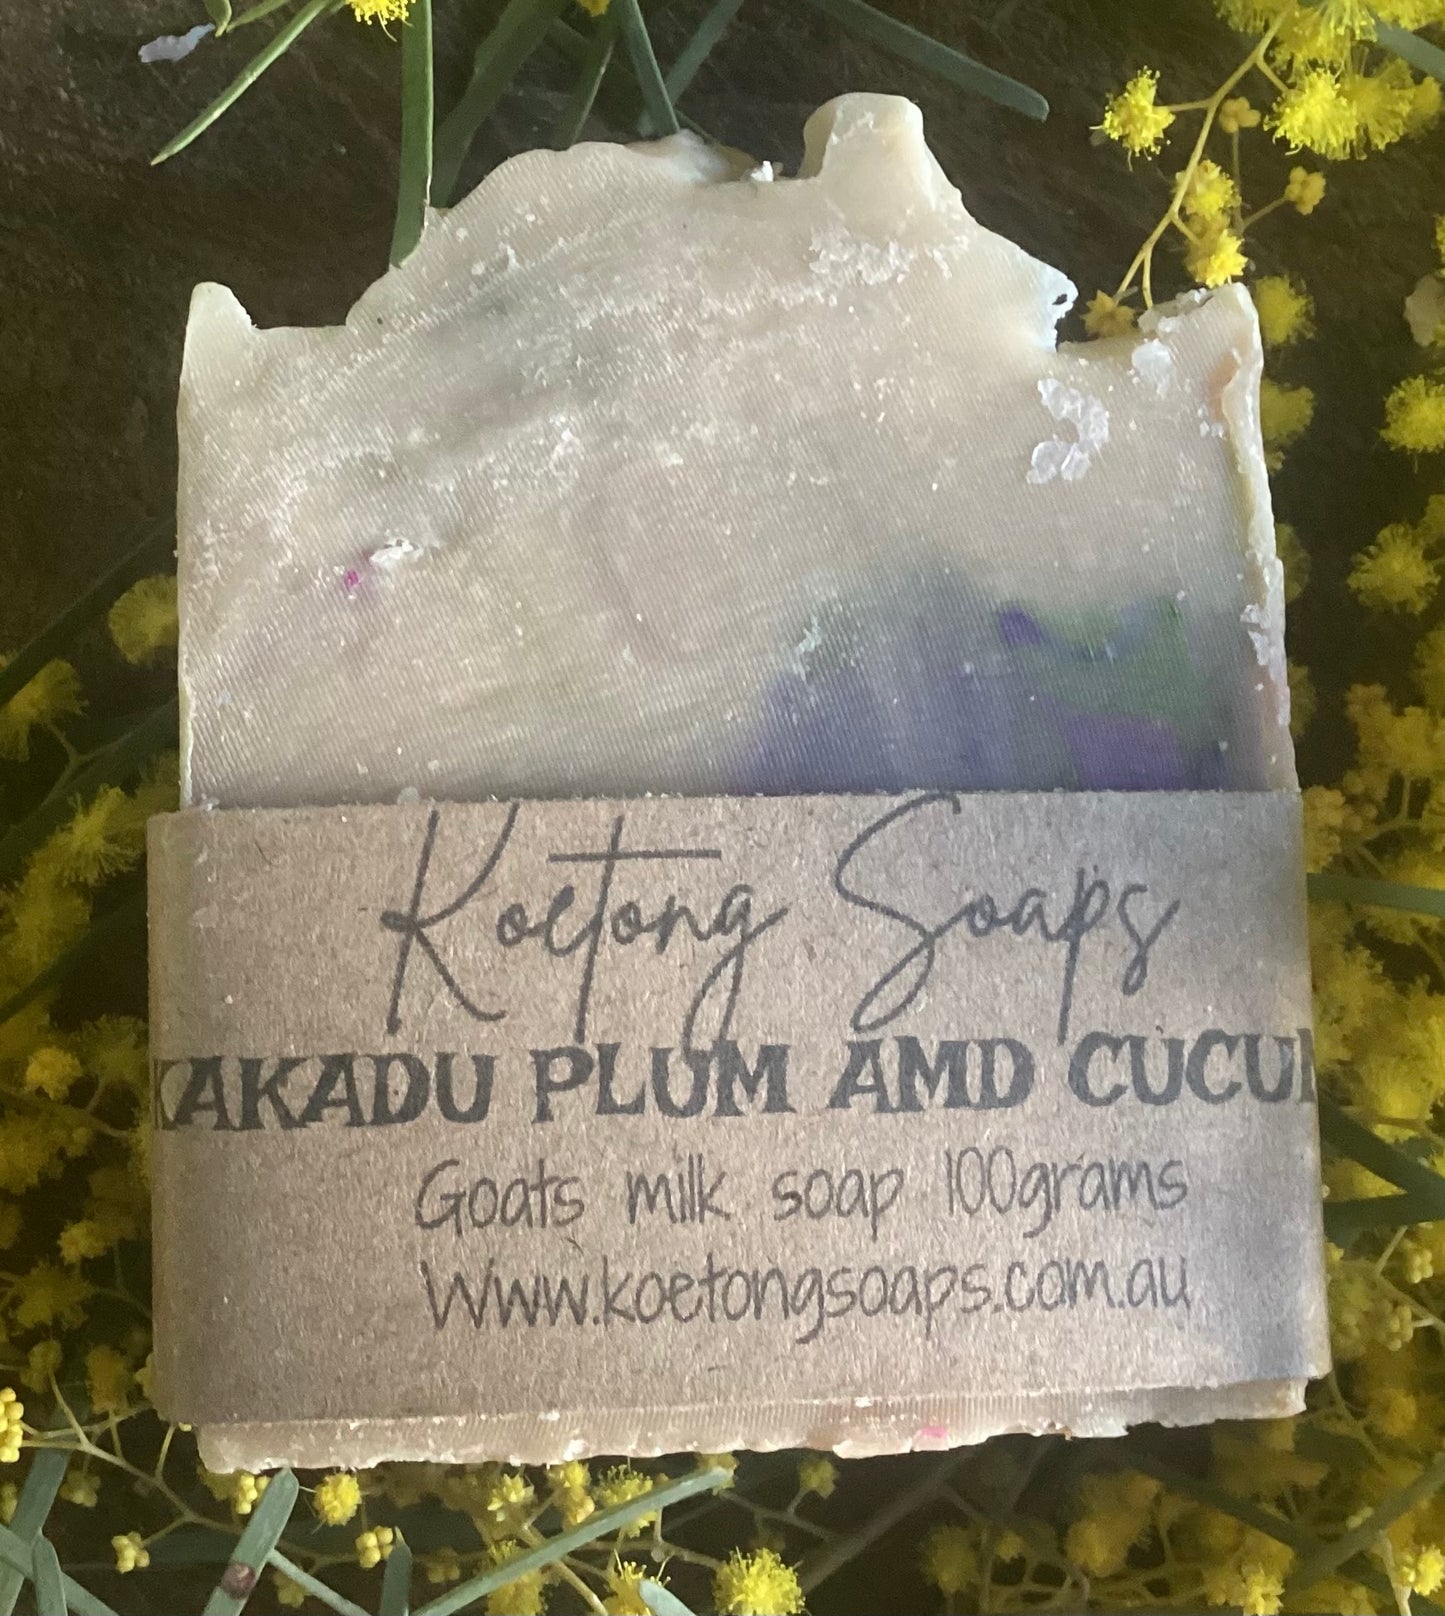 Koetong Soaps
KAKADU PLUM AMD CUCU
Goats milk soap 100grams
Www.koetongsoaps.com.au